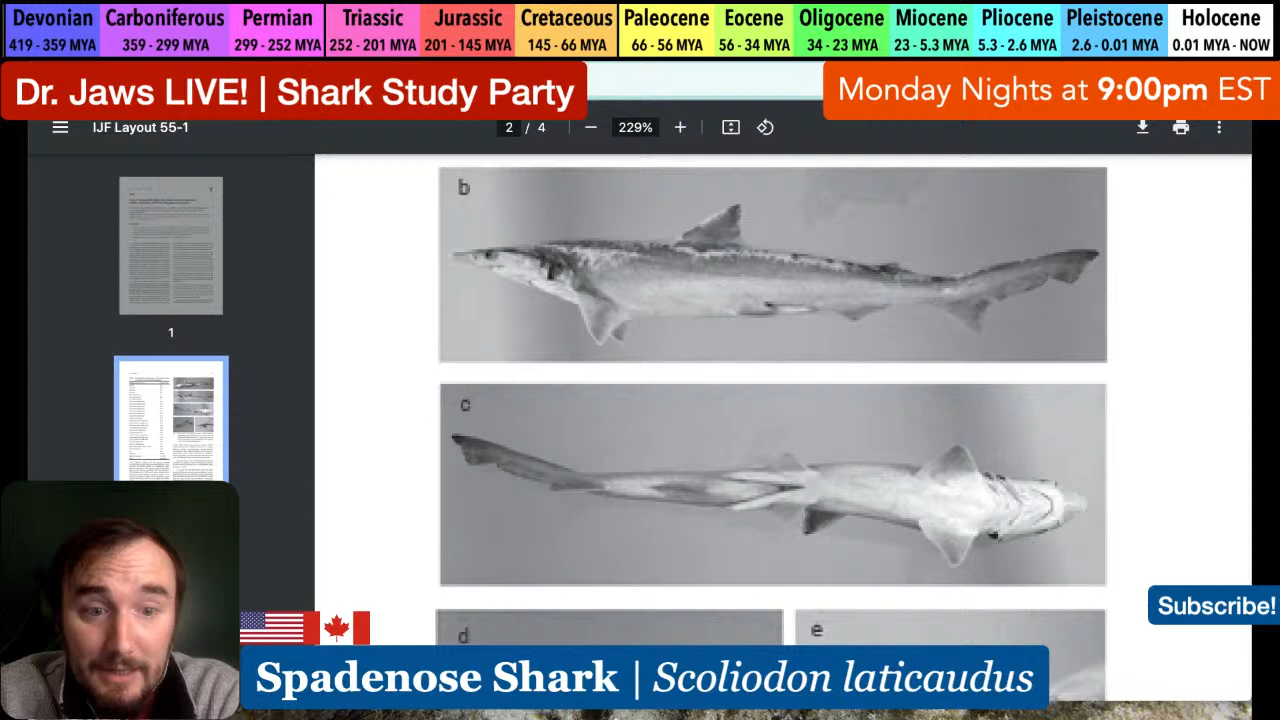 Devonian Carboniferous Permian Triassic Jurassic Cretaceous Paleocene Eocene Oligocene Miocene Pliocene Pleistocene Holocene
419 - 359 MYA 359 - 299 MYA 299 - 252 MYA 252 - 201 MYA 201 - 145 MYA 145 - 66 MYA 66 - 56 MYA 56 - 34 MYA 34 - 23 MYA 23 - 5.3 MYA 5.3 - 2.6 MYA 2.6 - 0.01 MYA 0.01 MYA - NOW
Dr. Jaws LIVE! | Shark Study Party
Monday Nights at 9:00pm EST
IJF Layout 55-1
2 / 4
229%
b
1
c
d
e
Subscribe!
Spadenose Shark | Scoliodon laticaudus